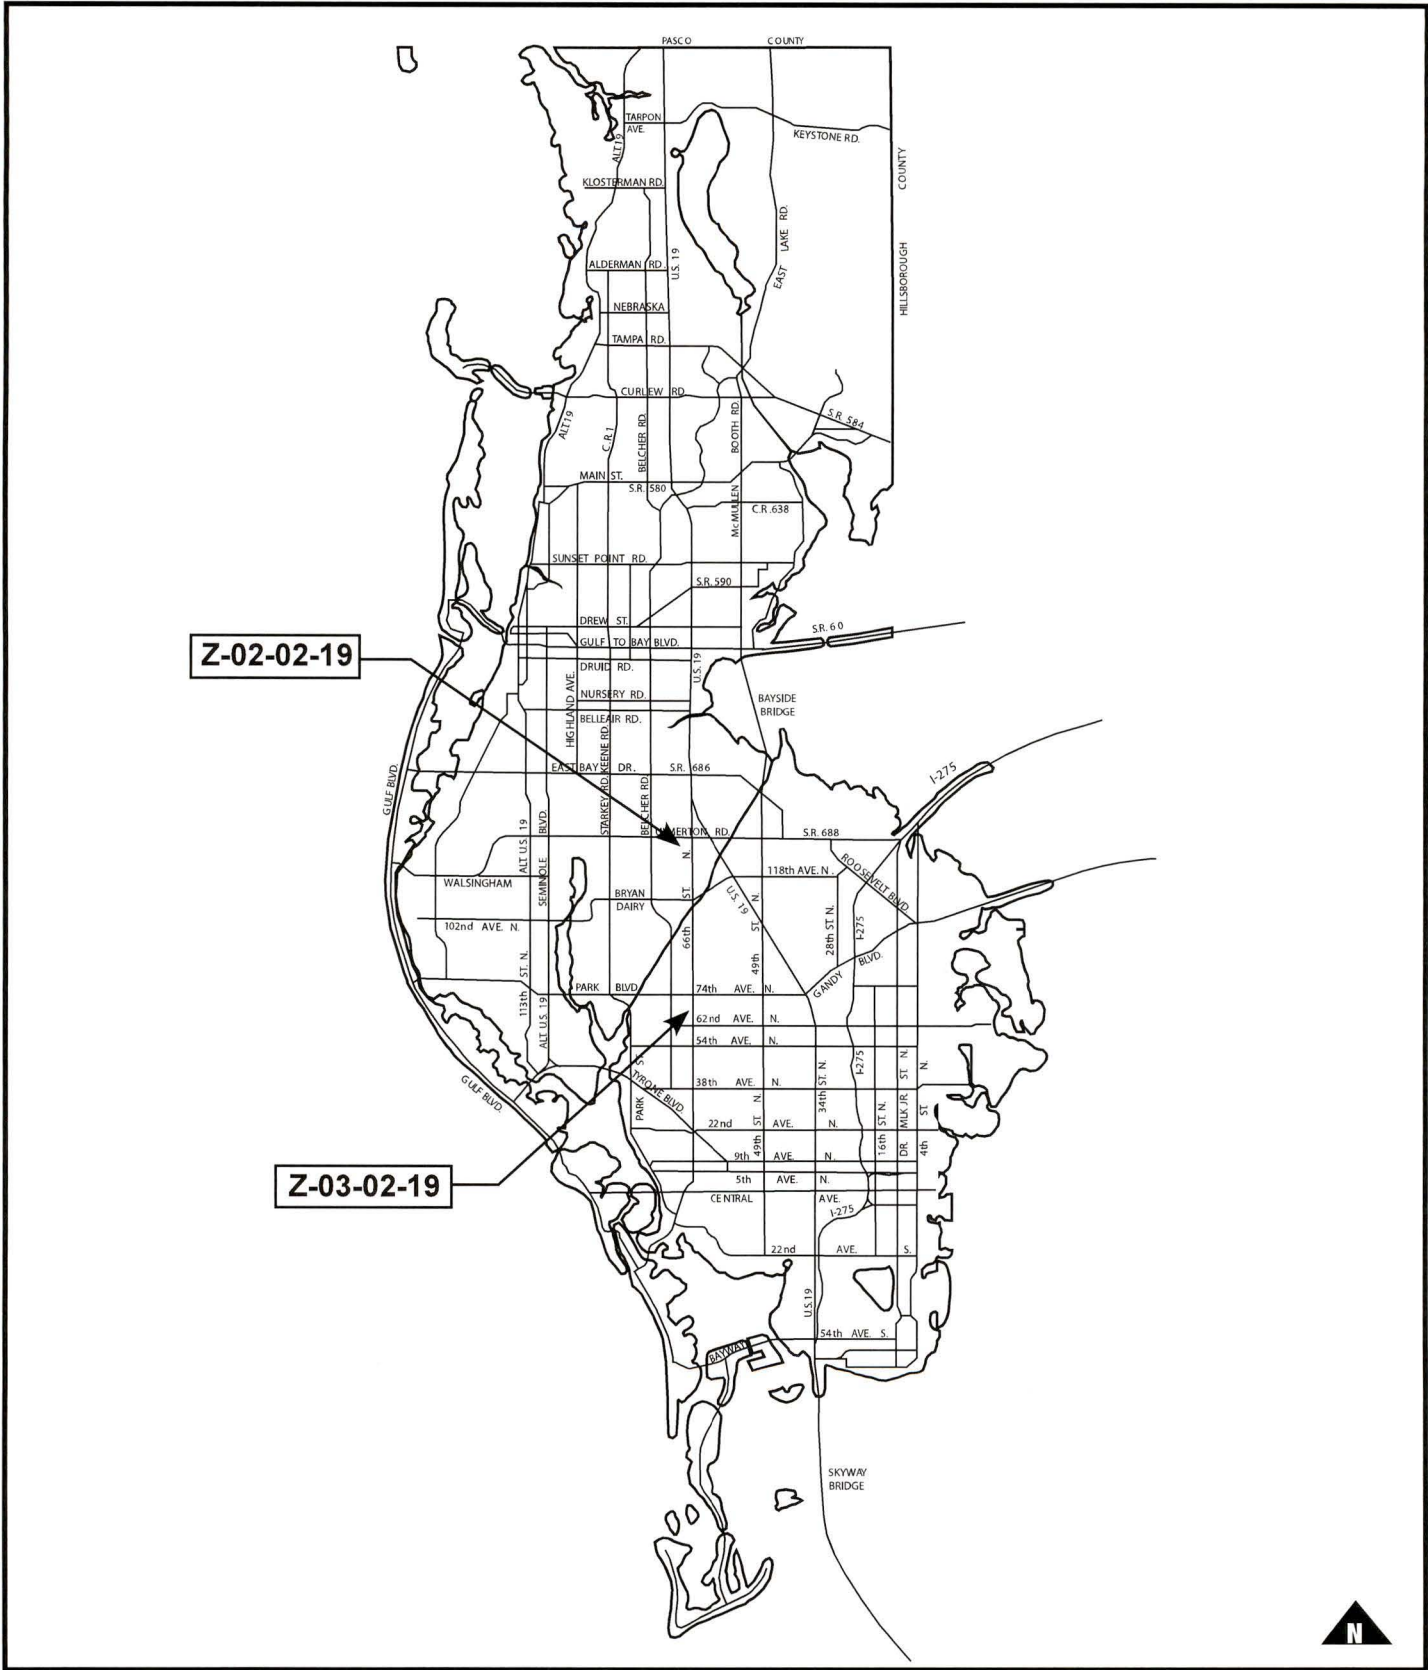 PASCO COUNTY
TARPON
AVE.
KEYSTONE RD.
ALT.19
COUNTY
HILLSBOROUGH
KLOSTERMAN RD.
EAST LAKE RD.
U.S. 19
ALDERMAN RD.
NEBRASKA
TAMPA RD.
CURLEW RD
S.R. 584
ALT19
C.R.1
BELCHER RD.
BOOTH RD.
McMULLEN
MAIN ST.
S.R. 580
C.R.638
SUNSET POINT RD.
S.R. 590
DREW ST.
S.R. 60
GULF TO BAY BLVD.
Z-02-02-19
DRUID RD.
U.S. 19
HIGHLAND AVE.
NURSERY RD.
BAYSIDE
BRIDGE
BELLEAIR RD.
KEENE RD.
STARKEY RD.
EAST BAY DR. S.R. 686
GULF BLVD.
I-275
BELCHER RD.
ALT U.S. 19
SEMINOLE BLVD.
ULMERTON RD. S.R. 688
ROOSEVELT BLVD.
118th AVE. N.
WALSINGHAM
BRYAN
DAIRY
U.S. 19
66th ST. N.
49th ST. N.
28th ST N.
I-275
102nd AVE. N.
GANDY BLVD.
113th ST. N.
ALT U.S. 19
PARK BLVD.
74th AVE. N.
62nd AVE. N.
54th AVE. N.
PARK ST.
TYRONE BLVD.
38th AVE. N.
34th ST. N.
I-275
GULF BLVD.
22nd AVE. N.
49th ST. N.
16th ST. N.
DR. MLK JR. ST N.
4th ST N.
9th AVE. N.
5th AVE. N.
Z-03-02-19
CENTRAL AVE.
I-275
22nd AVE. S.
U.S.19
54th AVE. S.
BAYWAY
SKYWAY
BRIDGE
N